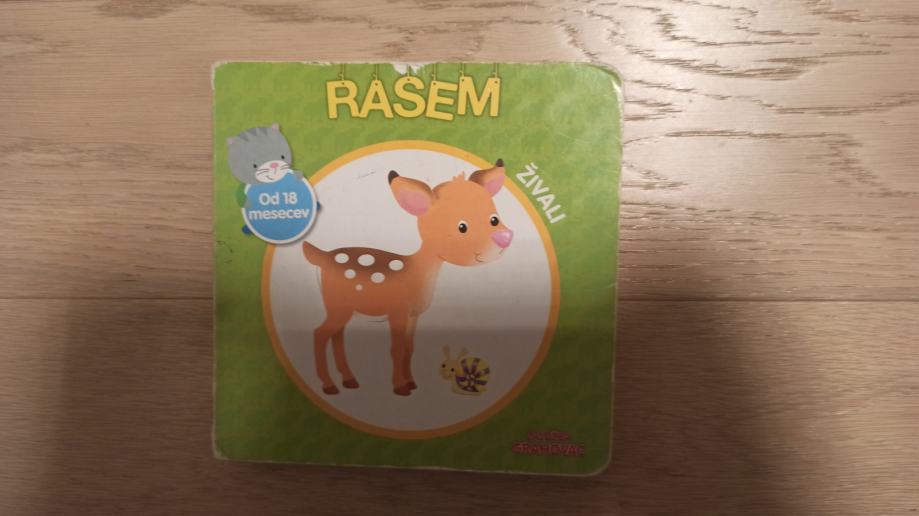 RASEM
ŽIVALI
Od 18
mesecev